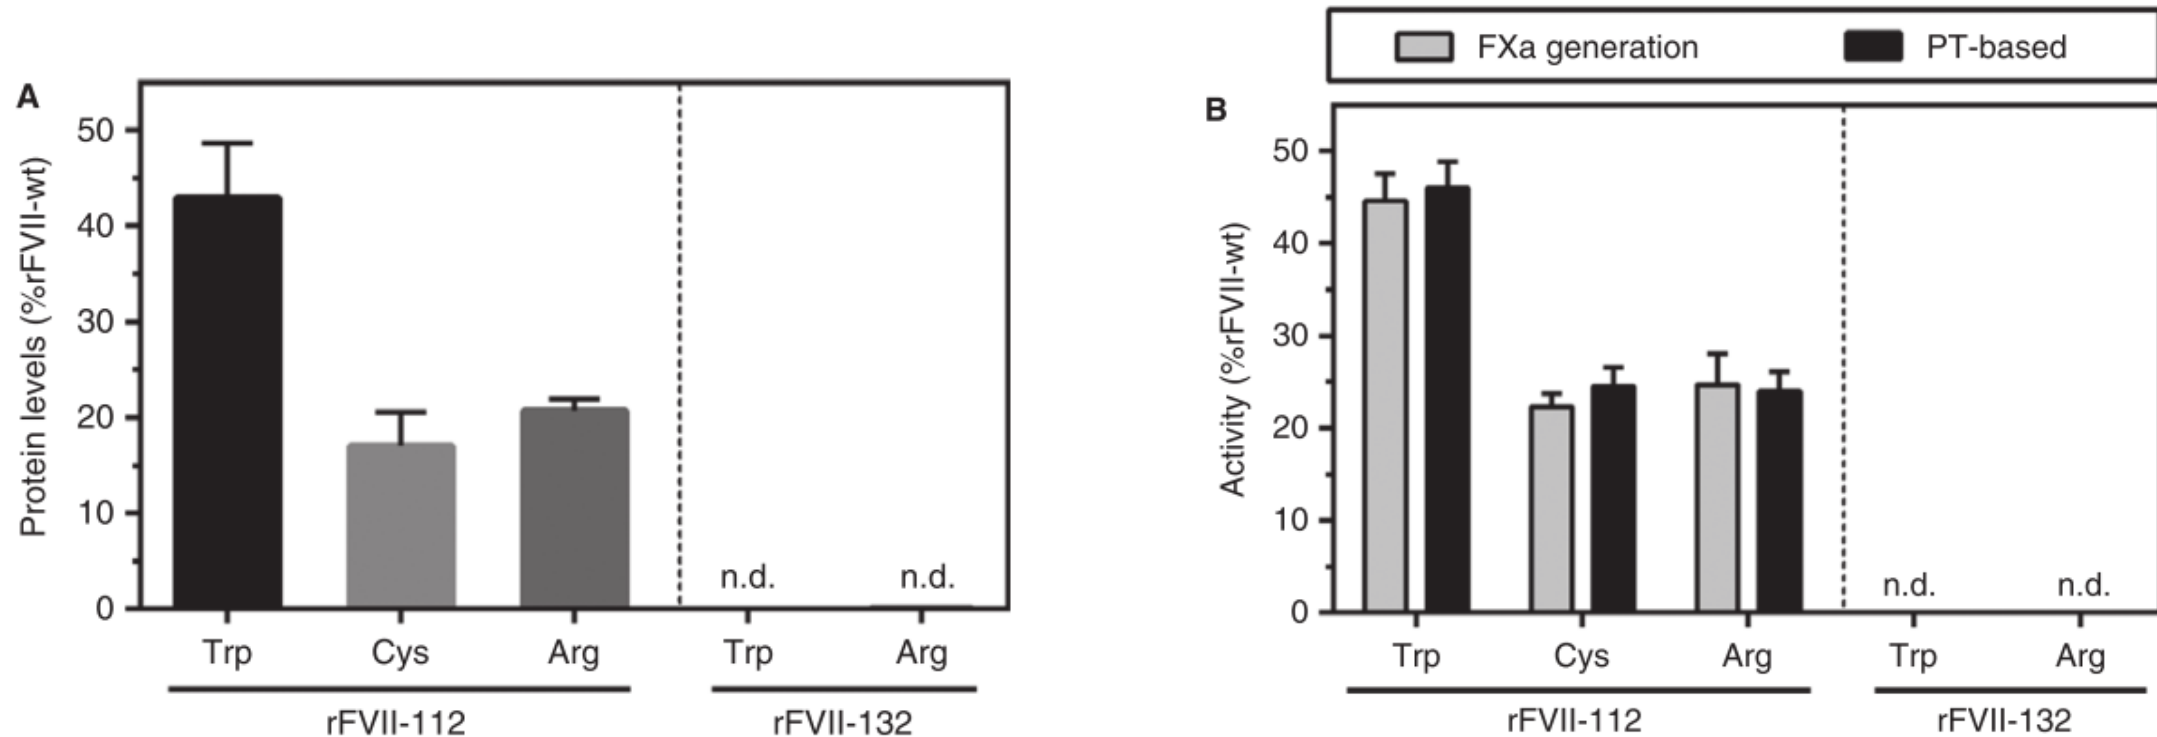 A
Protein levels (%rFVII-wt)
50
40
30
20
10
0
n.d.
n.d.
Trp
Cys
Arg
Trp
Arg
rFVII-112
rFVII-132
FXa generation
PT-based
B
Activity (%rFVII-wt)
50
40
30
20
10
0
n.d.
n.d.
Trp
Cys
Arg
Trp
Arg
rFVII-112
rFVII-132